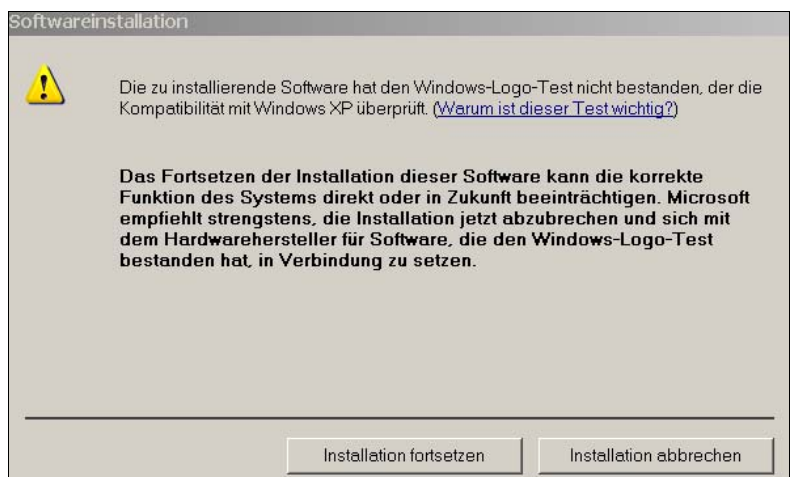 Softwareinstallation
Die zu installierende Software hat den Windows-Logo-Test nicht bestanden, der die
Kompatibilität mit Windows XP überprüft. (Warum ist dieser Test wichtig?)
Das Fortsetzen der Installation dieser Software kann die korrekte
Funktion des Systems direkt oder in Zukunft beeinträchtigen. Microsoft
empfiehlt strengstens, die Installation jetzt abzubrechen und sich mit
dem Hardwarehersteller für Software, die den Windows-Logo-Test
bestanden hat, in Verbindung zu setzen.
Installation fortsetzen
Installation abbrechen